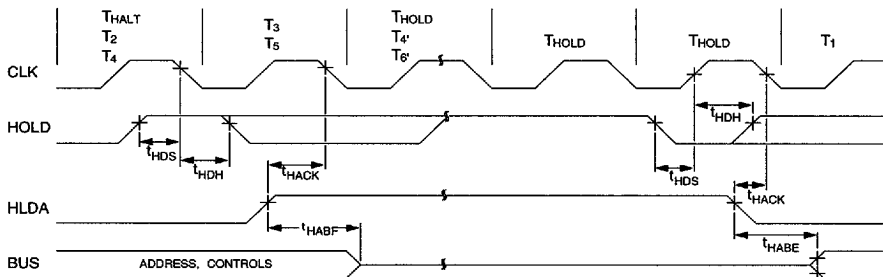 THALT
T2
T4
T3
T5
THOLD
T4'
T6'
THOLD
THOLD
T1
CLK
HOLD
tHDS
tHDH
tHACK
tHDS
tHDH
tHACK
HLDA
tHABF
tHABE
BUS
ADDRESS, CONTROLS